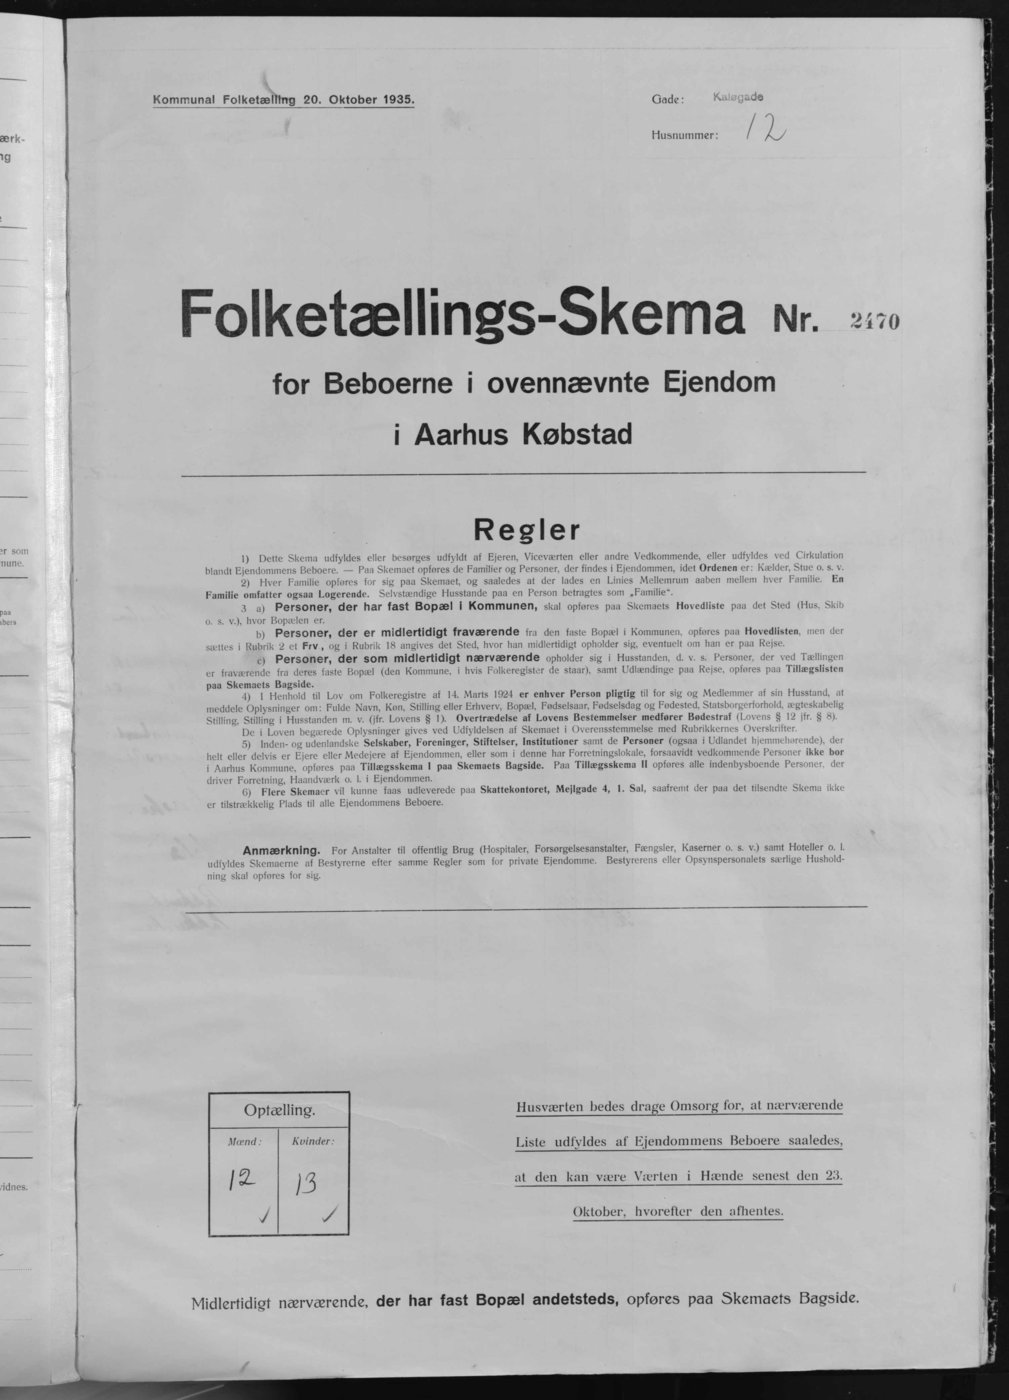 Kommunal Folketælling 20. Oktober 1935.
Gade: Kaløgade
Husnummer: 12
Folketællings-Skema Nr. 2470
for Beboerne i ovennævnte Ejendom
i Aarhus Købstad
Regler
1) Dette Skema udfyldes eller besørges udfyldt af Ejeren, Viceværten eller andre Vedkommende, eller udfyldes ved Cirkulation
blandt Ejendommens Beboere. — Paa Skemaet opføres de Familier og Personer, der findes i Ejendommen, idet Ordenen er: Kælder, Stue o. s. v.
2) Hver Familie opføres for sig paa Skemaet, og saaledes at der lades en Linies Mellemrum aaben mellem hver Familie. En
Familie omfatter ogsaa Logerende. Selvstændige Husstande paa en Person betragtes som „Familie“.
3 a) Personer, der har fast Bopæl i Kommunen, skal opføres paa Skemaets Hovedliste paa det Sted (Hus, Skib
o. s. v.), hvor Bopælen er.
b) Personer, der er midlertidigt fraværende fra den faste Bopæl i Kommunen, opføres paa Hovedlisten, men der
sættes i Rubrik 2 et Frv., og i Rubrik 18 angives det Sted, hvor han midlertidigt opholder sig, eventuelt om han er paa Rejse.
c) Personer, der som midlertidigt nærværende opholder sig i Husstanden, d. v. s. Personer, der ved Tællingen
er fraværende fra deres faste Bopæl (den Kommune, i hvis Folkeregister de staar), samt Udlændinge paa Rejse, opføres paa Tillægslisten
paa Skemaets Bagside.
4) I Henhold til Lov om Folkeregistre af 14. Marts 1924 er enhver Person pligtig til for sig og Medlemmer af sin Husstand, at
meddele Oplysninger om: Fulde Navn, Køn, Stilling eller Erhverv, Bopæl, Fødselsaar, Fødselsdag og Fødested, Statsborgerforhold, ægteskabelig
Stilling, Stilling i Husstanden m. v. (jfr. Lovens § 1). Overtrædelse af Lovens Bestemmelser medfører Bødestraf (Lovens § 12 jfr. § 8).
De i Loven begærede Oplysninger gives ved Udfyldelsen af Skemaet i Overensstemmelse med Rubrikkernes Overskrifter.
5) Inden- og udenlandske Selskaber, Foreninger, Stiftelser, Institutioner samt de Personer (ogsaa i Udlandet hjemmehørende), der
helt eller delvis er Ejere eller Medejere af Ejendommen, eller som i denne har Forretningslokale, forsaavidt vedkommende Personer ikke bor
i Aarhus Kommune, opføres paa Tillægsskema I paa Skemaets Bagside. Paa Tillægsskema II opføres alle indenbysboende Personer, der
driver Forretning, Haandværk o. l. i Ejendommen.
6) Flere Skemaer vil kunne faas udleverede paa Skattekontoret, Mejlgade 4, 1. Sal, saafremt der paa det tilsendte Skema ikke
er tilstrækkelig Plads til alle Ejendommens Beboere.
Anmærkning. For Anstalter til offentlig Brug (Hospitaler, Forsørgelsesanstalter, Fængsler, Kaserner o. s. v.) samt Hoteller o. l.
udfyldes Skemaerne af Bestyrerne efter samme Regler som for private Ejendomme. Bestyrerens eller Opsynspersonalets særlige Hushold-
ning skal opføres for sig.
Optælling.
Mænd: Kvinder:
12 13
Husværten bedes drage Omsorg for, at nærværende
Liste udfyldes af Ejendommens Beboere saaledes,
at den kan være Værten i Hænde senest den 23.
Oktober, hvorefter den afhentes.
Midlertidigt nærværende, der har fast Bopæl andetsteds, opføres paa Skemaets Bagside.